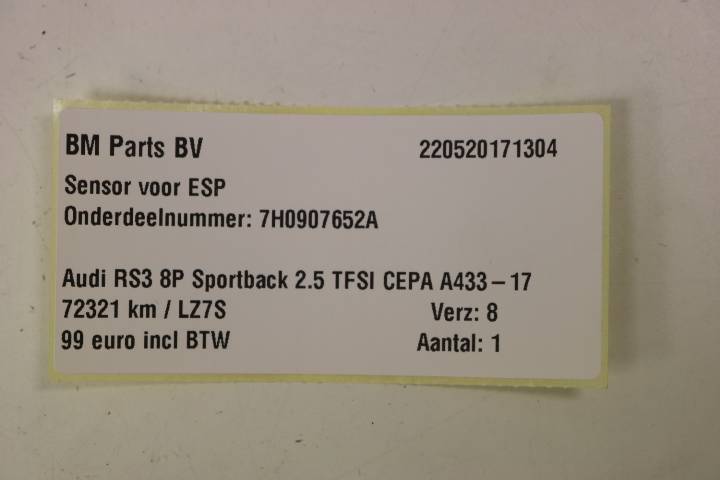 BM Parts BV 220520171304
Sensor voor ESP
Onderdeelnummer: 7H0907652A
Audi RS3 8P Sportback 2.5 TFSI CEPA A433 – 17
72321 km / LZ7S Verz: 8
99 euro incl BTW Aantal: 1